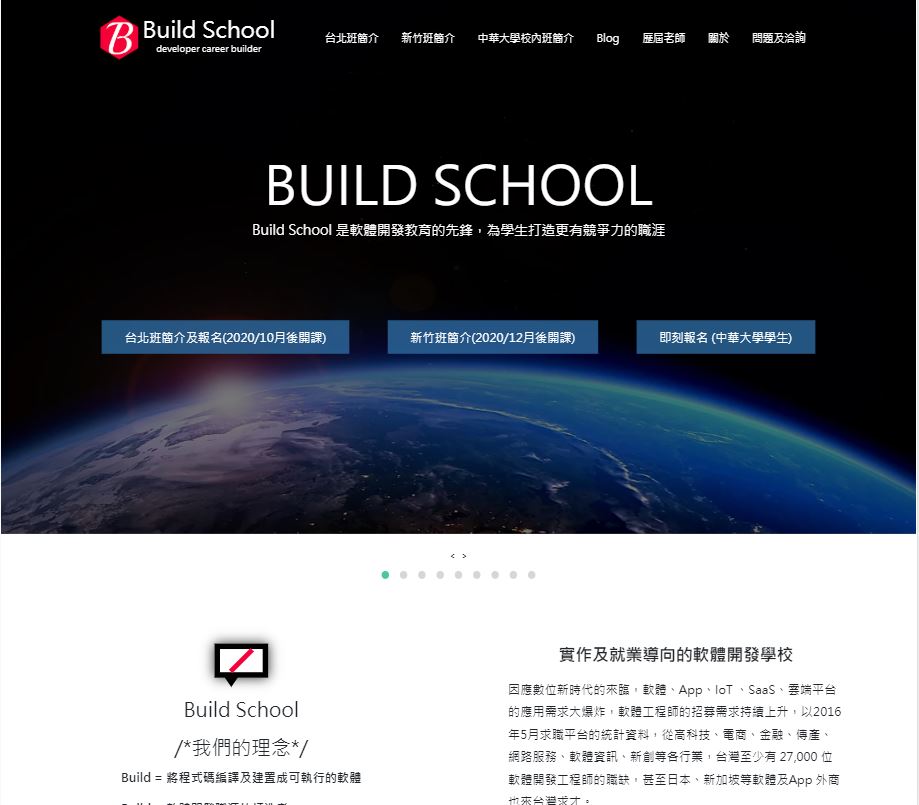 Build School
developer career builder
台北班簡介 新竹班簡介 中華大學校內班簡介 Blog 歷屆老師 關於 問題及洽詢
BUILD SCHOOL
Build School 是軟體開發教育的先鋒，為學生打造更有競爭力的職涯
台北班簡介及報名(2020/10月後開課) 新竹班簡介(2020/12月後開課) 即刻報名 (中華大學學生)
< >
Build School
/*我們的理念*/
Build = 將程式碼編譯及建置成可執行的軟體
實作及就業導向的軟體開發學校
因應數位新時代的來臨，軟體、App、IoT 、SaaS、雲端平台
的應用需求大爆炸，軟體工程師的招募需求持續上升，以2016
年5月求職平台的統計資料，從高科技、電商、金融、傳產、
網路服務、軟體資訊、新創等各行業，台灣至少有 27,000 位
軟體開發工程師的職缺，甚至日本、新加坡等軟體及App 外商
也來台灣求才。